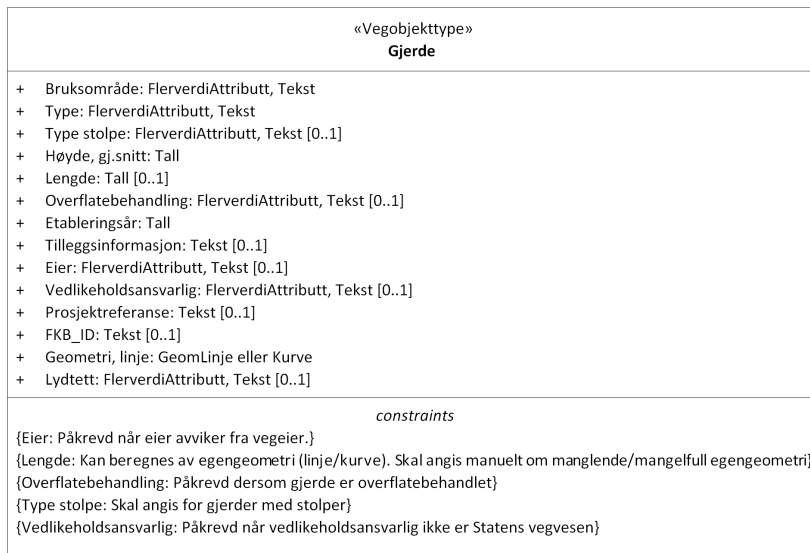 «Vegobjekttype»
Gjerde
+ Bruksområde: FlerverdiAttributt, Tekst
+ Type: FlerverdiAttributt, Tekst
+ Type stolpe: FlerverdiAttributt, Tekst [0..1]
+ Høyde, gj.snitt: Tall
+ Lengde: Tall [0..1]
+ Overflatebehandling: FlerverdiAttributt, Tekst [0..1]
+ Etableringsår: Tall
+ Tilleggsinformasjon: Tekst [0..1]
+ Eier: FlerverdiAttributt, Tekst [0..1]
+ Vedlikeholdsansvarlig: FlerverdiAttributt, Tekst [0..1]
+ Prosjektreferanse: Tekst [0..1]
+ FKB_ID: Tekst [0..1]
+ Geometri, linje: GeomLinje eller Kurve
+ Lydtett: FlerverdiAttributt, Tekst [0..1]
constraints
{Eier: Påkrevd når eier avviker fra vegeier.}
{Lengde: Kan beregnes av egengeometri (linje/kurve). Skal angis manuelt om manglende/mangelfull egengeometri}
{Overflatebehandling: Påkrevd dersom gjerde er overflatebehandlet}
{Type stolpe: Skal angis for gjerder med stolper}
{Vedlikeholdsansvarlig: Påkrevd når vedlikeholdsansvarlig ikke er Statens vegvesen}